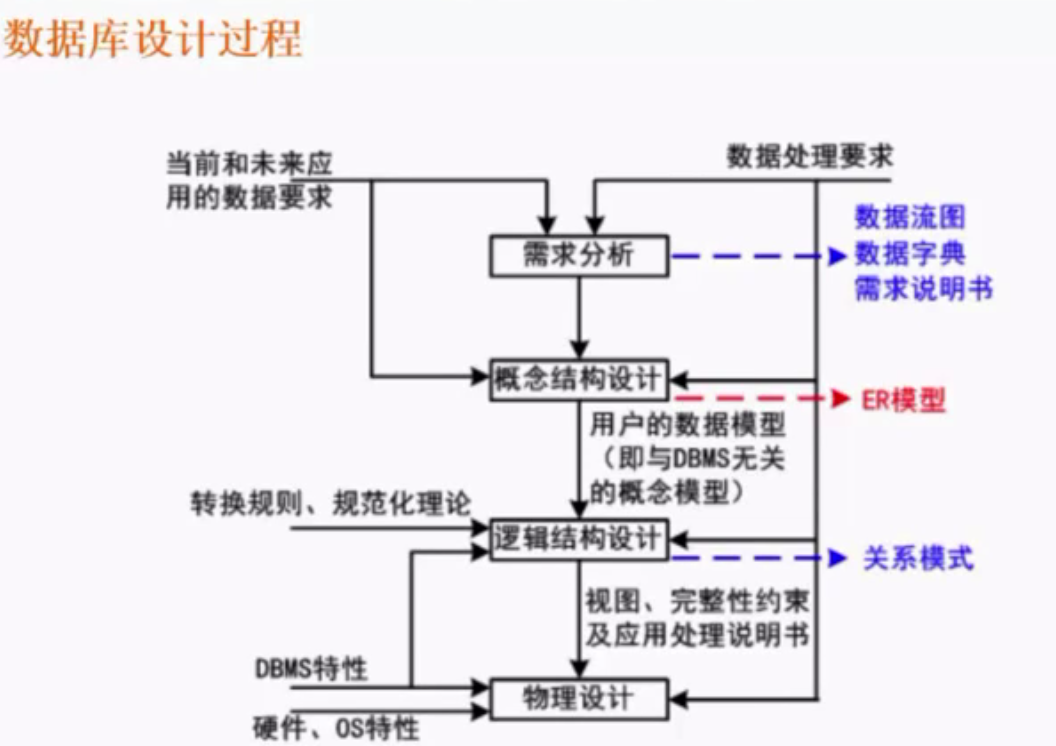 数据库设计过程
当前和未来应
用的数据要求
数据处理要求
需求分析
数据流图
数据字典
需求说明书
概念结构设计
ER模型
用户的数据模型
（即与DBMS无关
的概念模型）
转换规则、规范化理论
逻辑结构设计
关系模式
视图、完整性约束
及应用处理说明书
DBMS特性
物理设计
硬件、OS特性